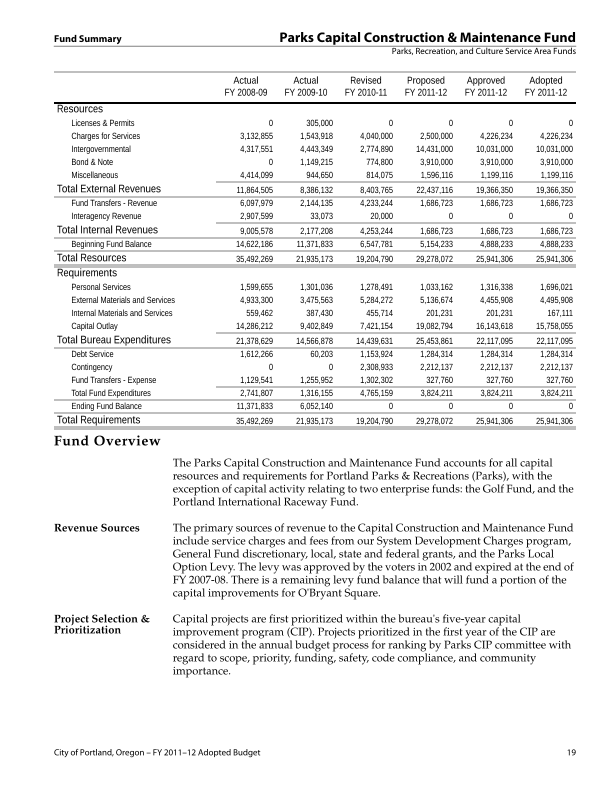 Fund Summary Parks Capital Construction & Maintenance Fund
Parks, Recreation, and Culture Service Area Funds
Actual Actual Revised Proposed Approved Adopted
FY 2008-09 FY 2009-10 FY 2010-11 FY 2011-12 FY 2011-12 FY 2011-12
Resources
Licenses & Permits 0 305,000 0 0 0 0
Charges for Services 3,132,855 1,543,918 4,040,000 2,500,000 4,226,234 4,226,234
Intergovernmental 4,317,551 4,443,349 2,774,890 14,431,000 10,031,000 10,031,000
Bond & Note 0 1,149,215 774,800 3,910,000 3,910,000 3,910,000
Miscellaneous 4,414,099 944,650 814,075 1,596,116 1,199,116 1,199,116
Total External Revenues 11,864,505 8,386,132 8,403,765 22,437,116 19,366,350 19,366,350
Fund Transfers - Revenue 6,097,979 2,144,135 4,233,244 1,686,723 1,686,723 1,686,723
Interagency Revenue 2,907,599 33,073 20,000 0 0 0
Total Internal Revenues 9,005,578 2,177,208 4,253,244 1,686,723 1,686,723 1,686,723
Beginning Fund Balance 14,622,186 11,371,833 6,547,781 5,154,233 4,888,233 4,888,233
Total Resources 35,492,269 21,935,173 19,204,790 29,278,072 25,941,306 25,941,306
Requirements
Personal Services 1,599,655 1,301,036 1,278,491 1,033,162 1,316,338 1,696,021
External Materials and Services 4,933,300 3,475,563 5,284,272 5,136,674 4,455,908 4,495,908
Internal Materials and Services 559,462 387,430 455,714 201,231 201,231 167,111
Capital Outlay 14,286,212 9,402,849 7,421,154 19,082,794 16,143,618 15,758,055
Total Bureau Expenditures 21,378,629 14,566,878 14,439,631 25,453,861 22,117,095 22,117,095
Debt Service 1,612,266 60,203 1,153,924 1,284,314 1,284,314 1,284,314
Contingency 0 0 2,308,933 2,212,137 2,212,137 2,212,137
Fund Transfers - Expense 1,129,541 1,255,952 1,302,302 327,760 327,760 327,760
Total Fund Expenditures 2,741,807 1,316,155 4,765,159 3,824,211 3,824,211 3,824,211
Ending Fund Balance 11,371,833 6,052,140 0 0 0 0
Total Requirements 35,492,269 21,935,173 19,204,790 29,278,072 25,941,306 25,941,306
Fund Overview
The Parks Capital Construction and Maintenance Fund accounts for all capital
resources and requirements for Portland Parks & Recreations (Parks), with the
exception of capital activity relating to two enterprise funds: the Golf Fund, and the
Portland International Raceway Fund.
Revenue Sources The primary sources of revenue to the Capital Construction and Maintenance Fund
include service charges and fees from our System Development Charges program,
General Fund discretionary, local, state and federal grants, and the Parks Local
Option Levy. The levy was approved by the voters in 2002 and expired at the end of
FY 2007-08. There is a remaining levy fund balance that will fund a portion of the
capital improvements for O'Bryant Square.
Project Selection & Capital projects are first prioritized within the bureau's five-year capital
Prioritization improvement program (CIP). Projects prioritized in the first year of the CIP are
considered in the annual budget process for ranking by Parks CIP committee with
regard to scope, priority, funding, safety, code compliance, and community
importance.
City of Portland, Oregon – FY 2011–12 Adopted Budget 19